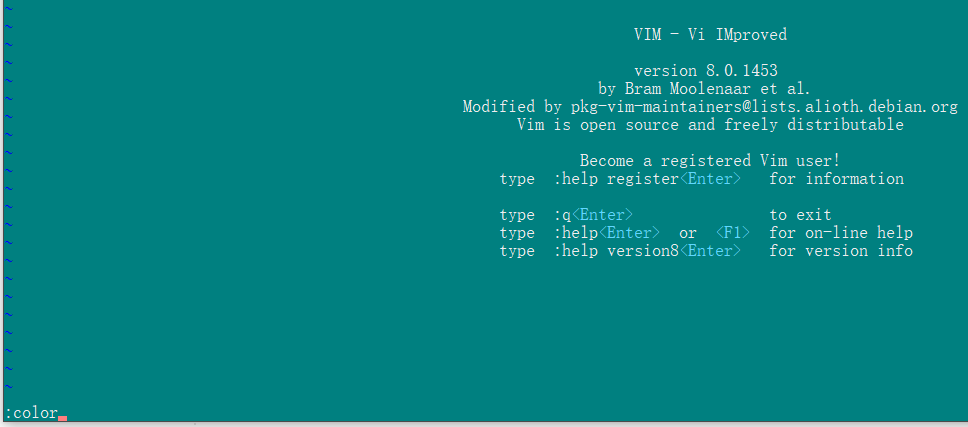 ~
~
VIM - Vi IMproved
~
~
version 8.0.1453
~
by Bram Moolenaar et al.
~
Modified by pkg-vim-maintainers@lists.alioth.debian.org
~
Vim is open source and freely distributable
~
~
Become a registered Vim user!
~
type :help register<Enter> for information
~
~
type :q<Enter> to exit
~
type :help<Enter> or <F1> for on-line help
~
type :help version8<Enter> for version info
~
~
~
~
~
~
~
~
:color